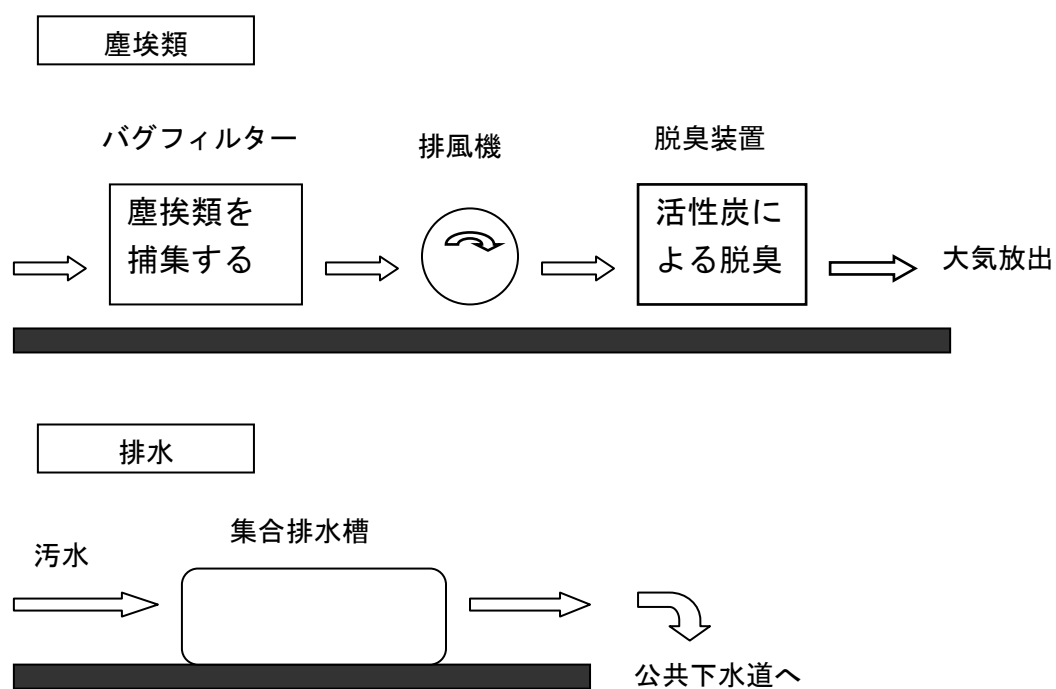 塵埃類
バグフィルター
排風機
脱臭装置
塵挨類を
捕集する
活性炭に
よる脱臭
大気放出
排水
汚水
集合排水槽
公共下水道へ